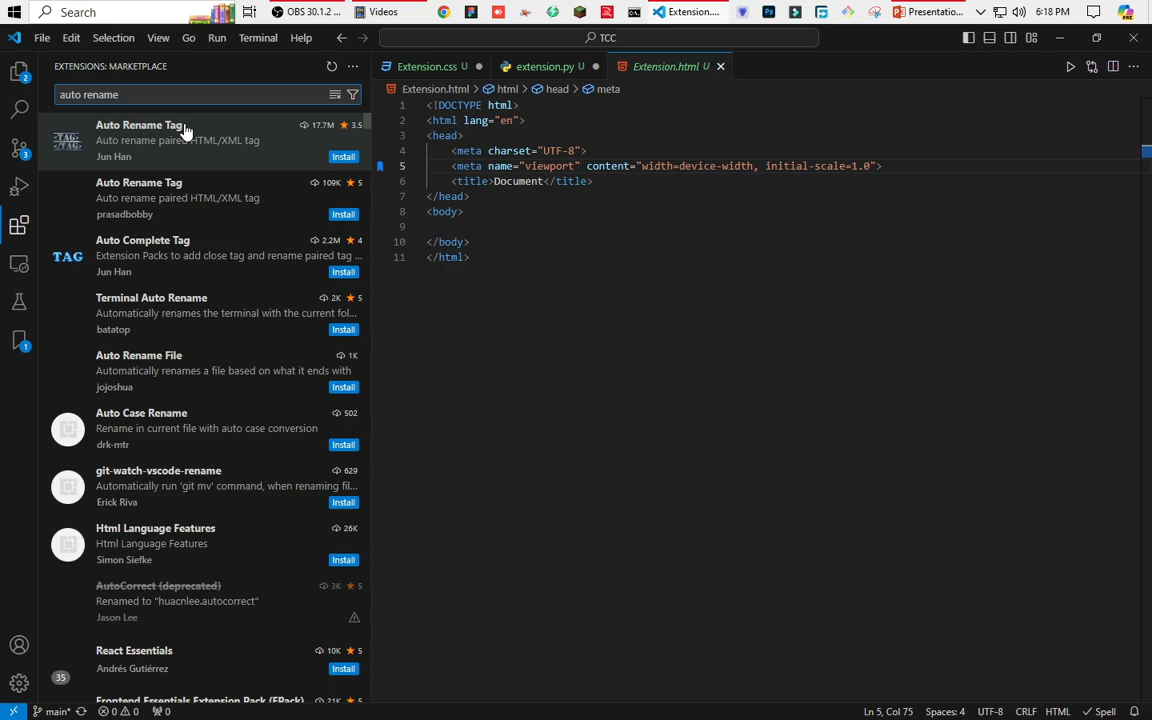 Search
OBS 30.1.2 ...
Videos
Extension....
Presentatio...
6:18 PM
File Edit Selection View Go Run Terminal Help
TCC
EXTENSIONS: MARKETPLACE
auto rename
Auto Rename Tag 17.7M 3.5
Auto rename paired HTML/XML tag
Jun Han Install
Auto Rename Tag 109K 5
Auto rename paired HTML/XML tag
prasadbobby Install
TAG
Auto Complete Tag 2.2M 4
Extension Packs to add close tag and rename paired tag ...
Jun Han Install
Terminal Auto Rename 2K 5
Automatically renames the terminal with the current fol...
batatop Install
Auto Rename File 1K
Automatically renames a file based on what it ends with
jojoshua Install
Auto Case Rename 502
Rename in current file with auto case conversion
drk-mtr Install
git-watch-vscode-rename 629
Automatically run 'git mv' command, when renaming fil...
Erick Riva Install
Html Language Features 26K
Html Language Features
Simon Siefke Install
AutoCorrect (deprecated) 3K 5
Renamed to "huacnlee.autocorrect"
Jason Lee
React Essentials 10K 5
Andrés Gutiérrez Install
Frontend Essentials Extension Pack (FPack) 21K 5
2
3
1
35
Extension.css U
extension.py U
Extension.html U
Extension.html > html > head > meta
1 <!DOCTYPE html>
2 <html lang="en">
3 <head>
4 <meta charset="UTF-8">
5 <meta name="viewport" content="width=device-width, initial-scale=1.0">
6 <title>Document</title>
7 </head>
8 <body>
9
10 </body>
11 </html>
main* 0 0 0
Ln 5, Col 75 Spaces: 4 UTF-8 CRLF HTML Spell